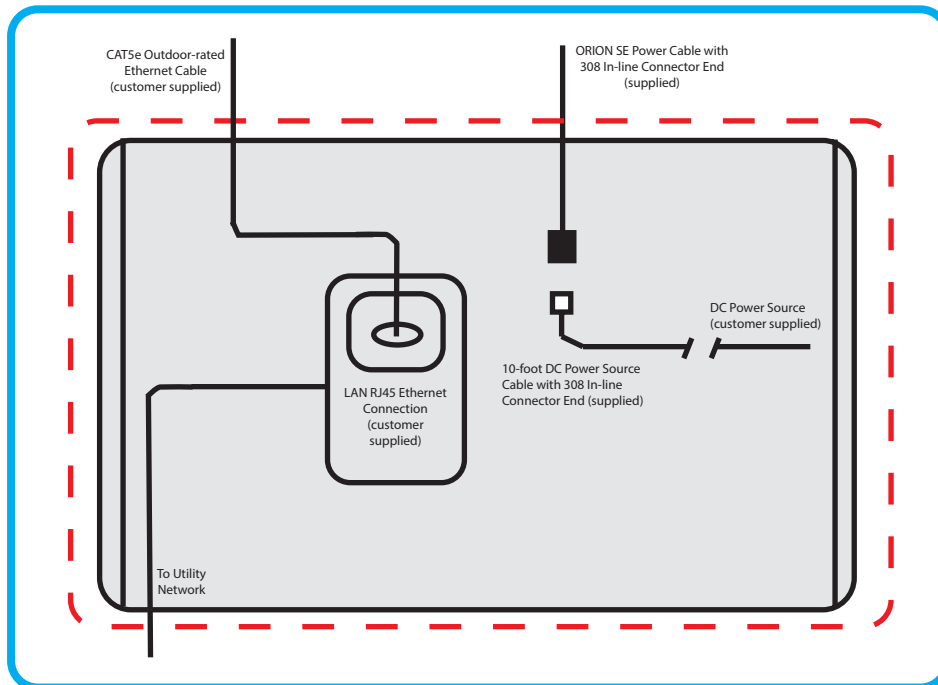 CAT5e Outdoor-rated
Ethernet Cable
(customer supplied)
ORION SE Power Cable with
308 In-line Connector End
(supplied)
DC Power Source
(customer supplied)
10-foot DC Power Source
Cable with 308 In-line
Connector End (supplied)
LAN RJ45 Ethernet
Connection
(customer
supplied)
To Utility
Network